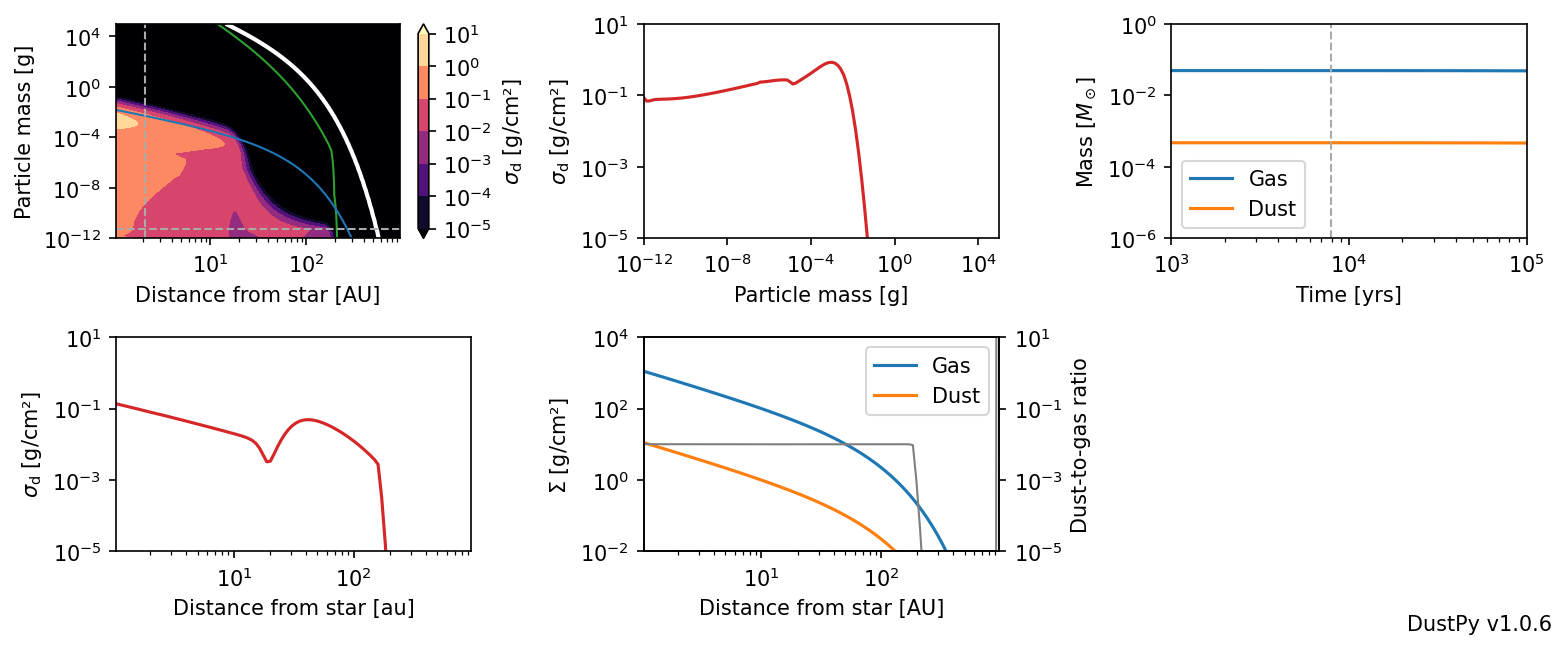 10⁴
10⁰
10⁻⁴
10⁻⁸
10⁻¹²
Particle mass [g]
10¹
10²
Distance from star [AU]
10¹
10⁰
10⁻¹
10⁻²
10⁻³
10⁻⁴
10⁻⁵
σd [g/cm²]
10¹
10⁻¹
10⁻³
10⁻⁵
σd [g/cm²]
10⁻¹²
10⁻⁸
10⁻⁴
10⁰
10⁴
Particle mass [g]
10⁰
10⁻²
10⁻⁴
10⁻⁶
Mass [M⊙]
Gas
Dust
10³
10⁴
10⁵
Time [yrs]
10¹
10⁻¹
10⁻³
10⁻⁵
σd [g/cm²]
10¹
10²
Distance from star [au]
10⁴
10²
10⁰
10⁻²
Σ [g/cm²]
Gas
Dust
10¹
10²
Distance from star [AU]
10¹
10⁻¹
10⁻³
10⁻⁵
Dust-to-gas ratio
DustPy v1.0.6